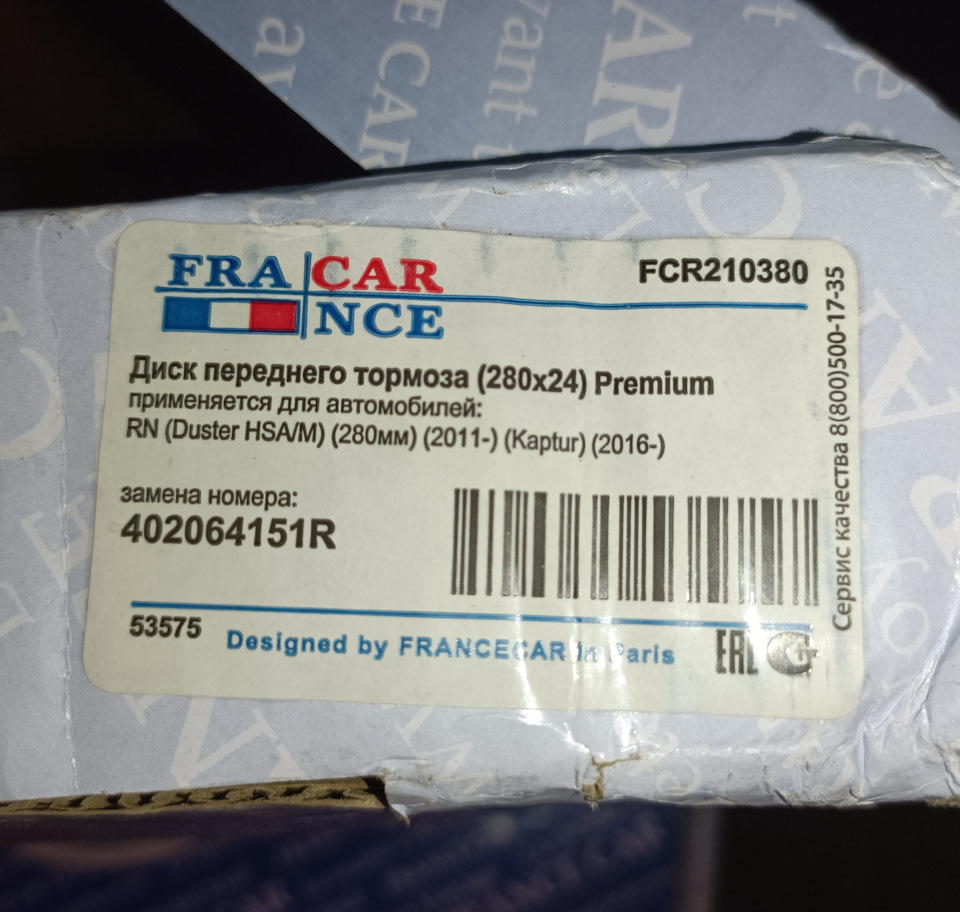 FRA CAR
NCE
FCR210380
Диск переднего тормоза (280x24) Premium
применяется для автомобилей:
RN (Duster HSA/M) (280мм) (2011-) (Kaptur) (2016-)
замена номера:
402064151R
53575
Designed by FRANCECAR in Paris
EAC
Сервис качества 8(800)500-17-35